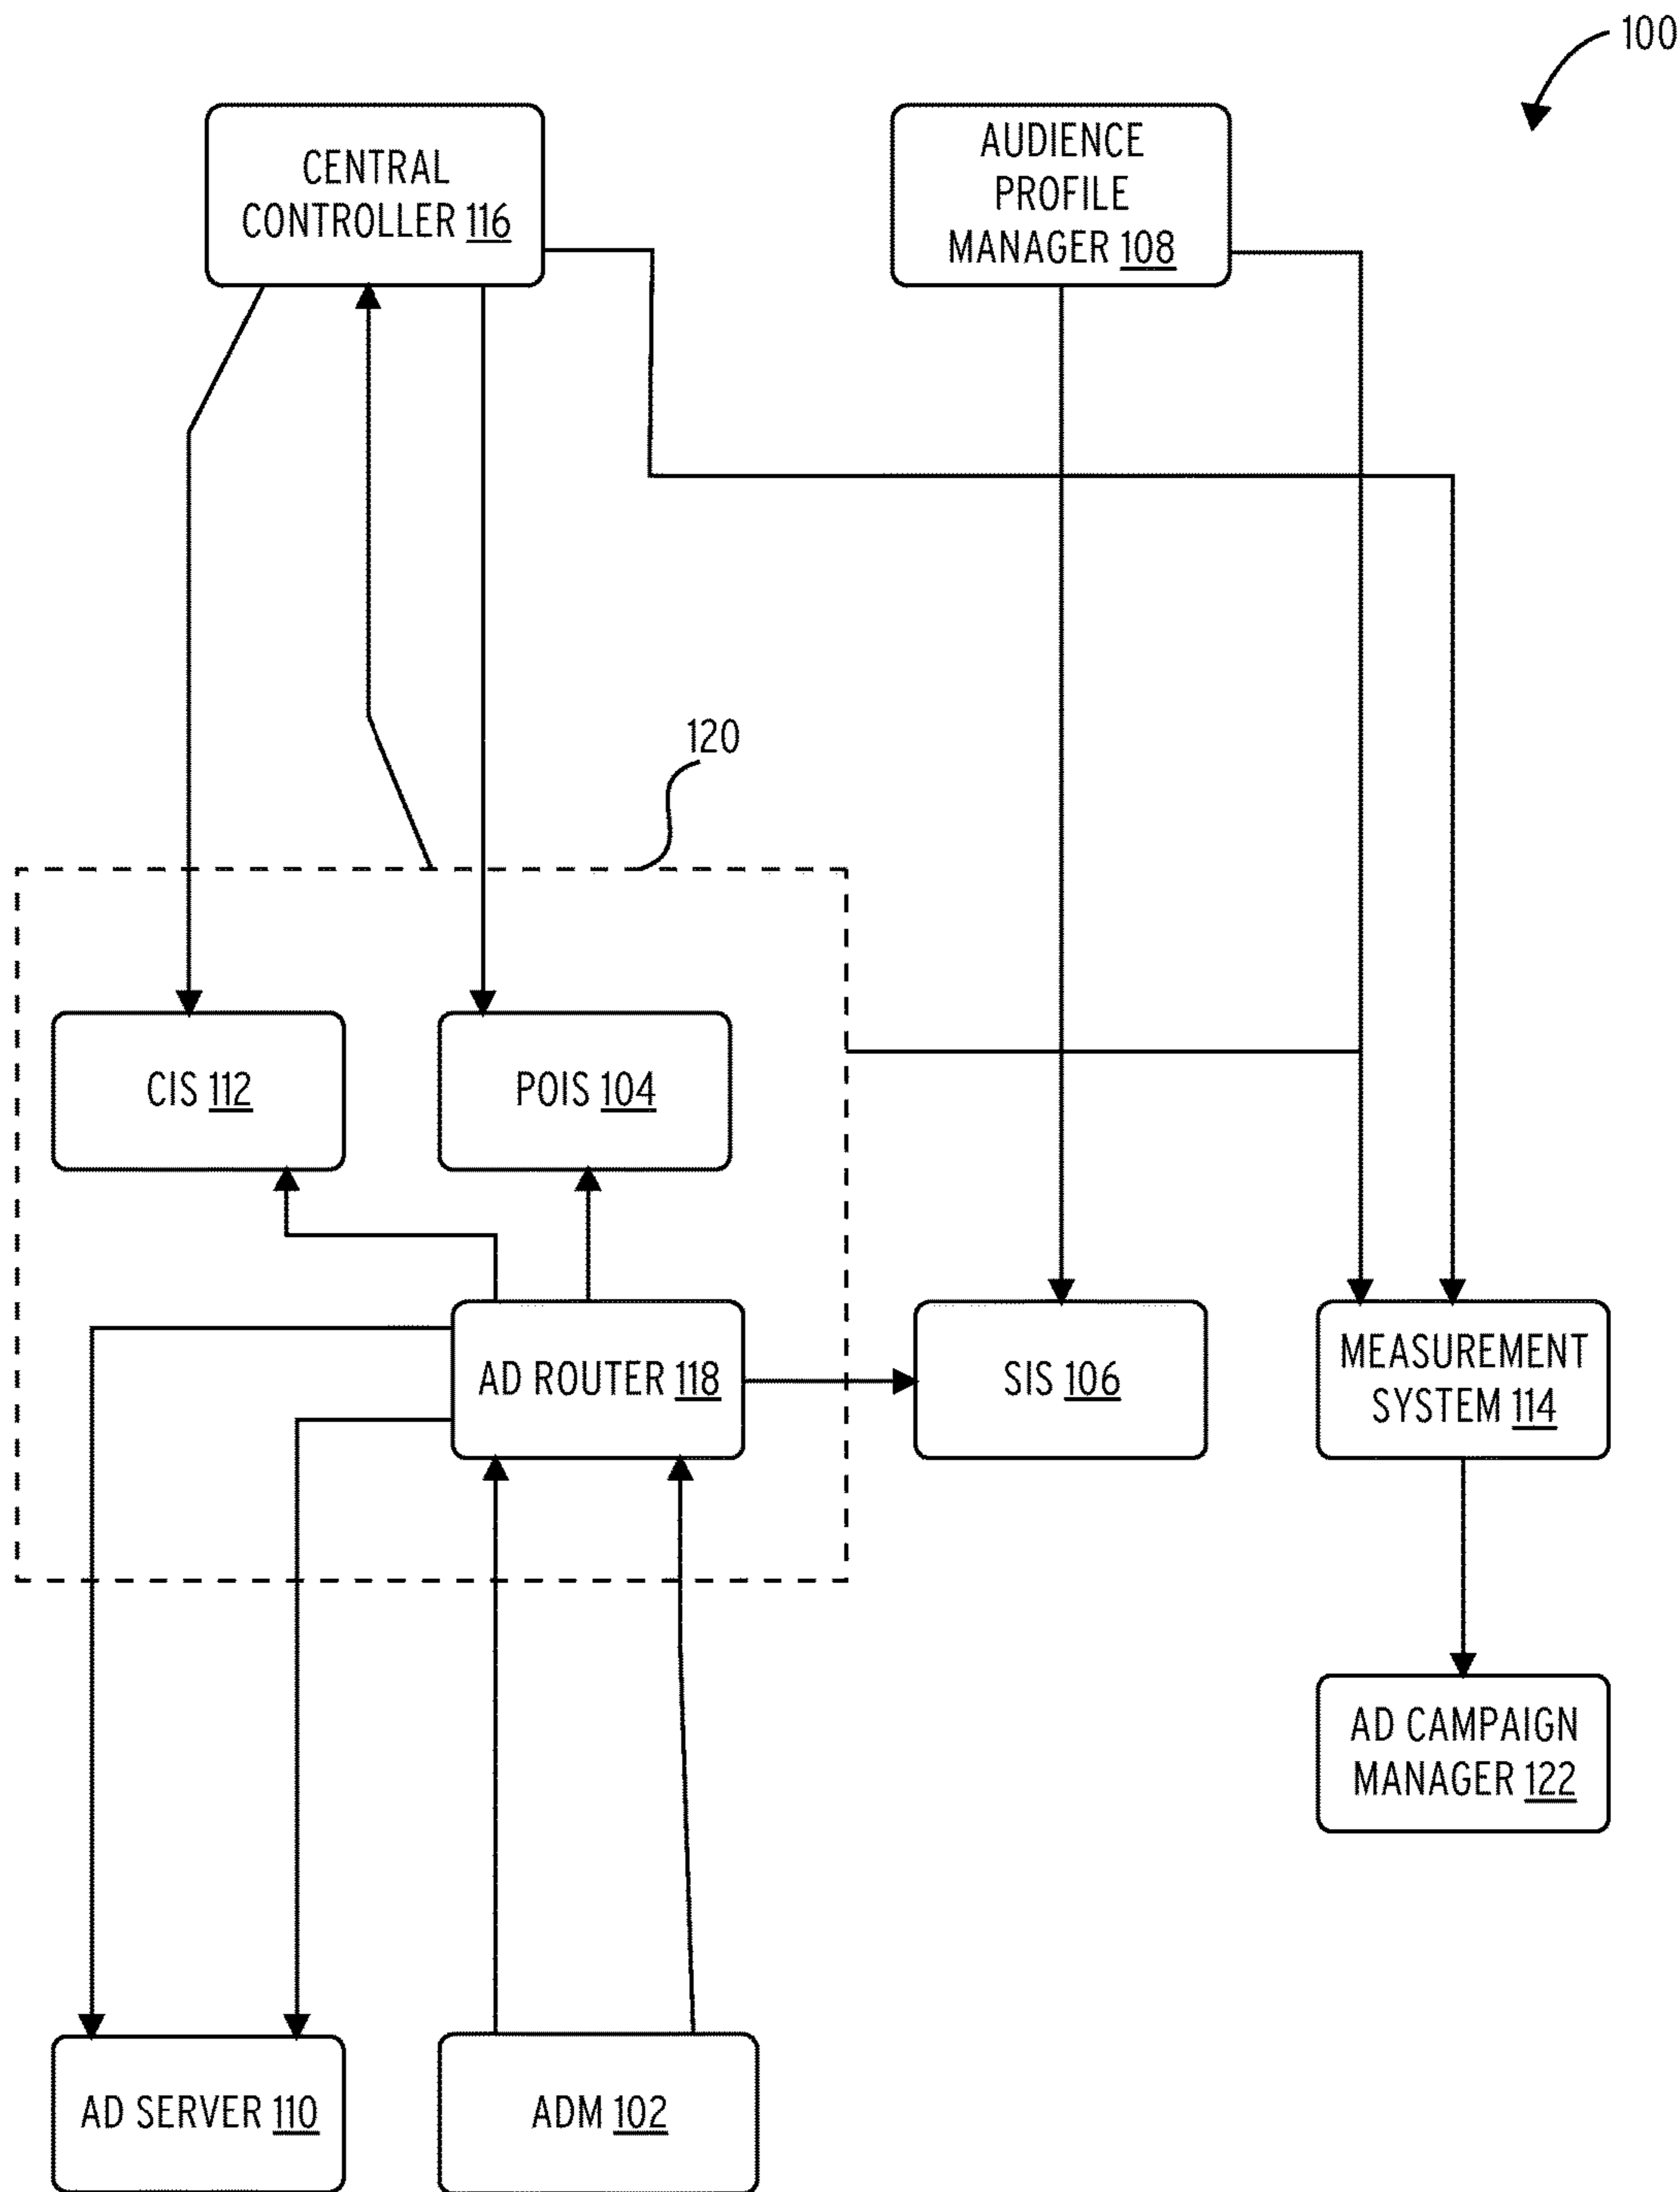 100
CENTRAL
CONTROLLER 116
AUDIENCE
PROFILE
MANAGER 108
120
CIS 112
POIS 104
AD ROUTER 118
SIS 106
MEASUREMENT
SYSTEM 114
AD CAMPAIGN
MANAGER 122
AD SERVER 110
ADM 102